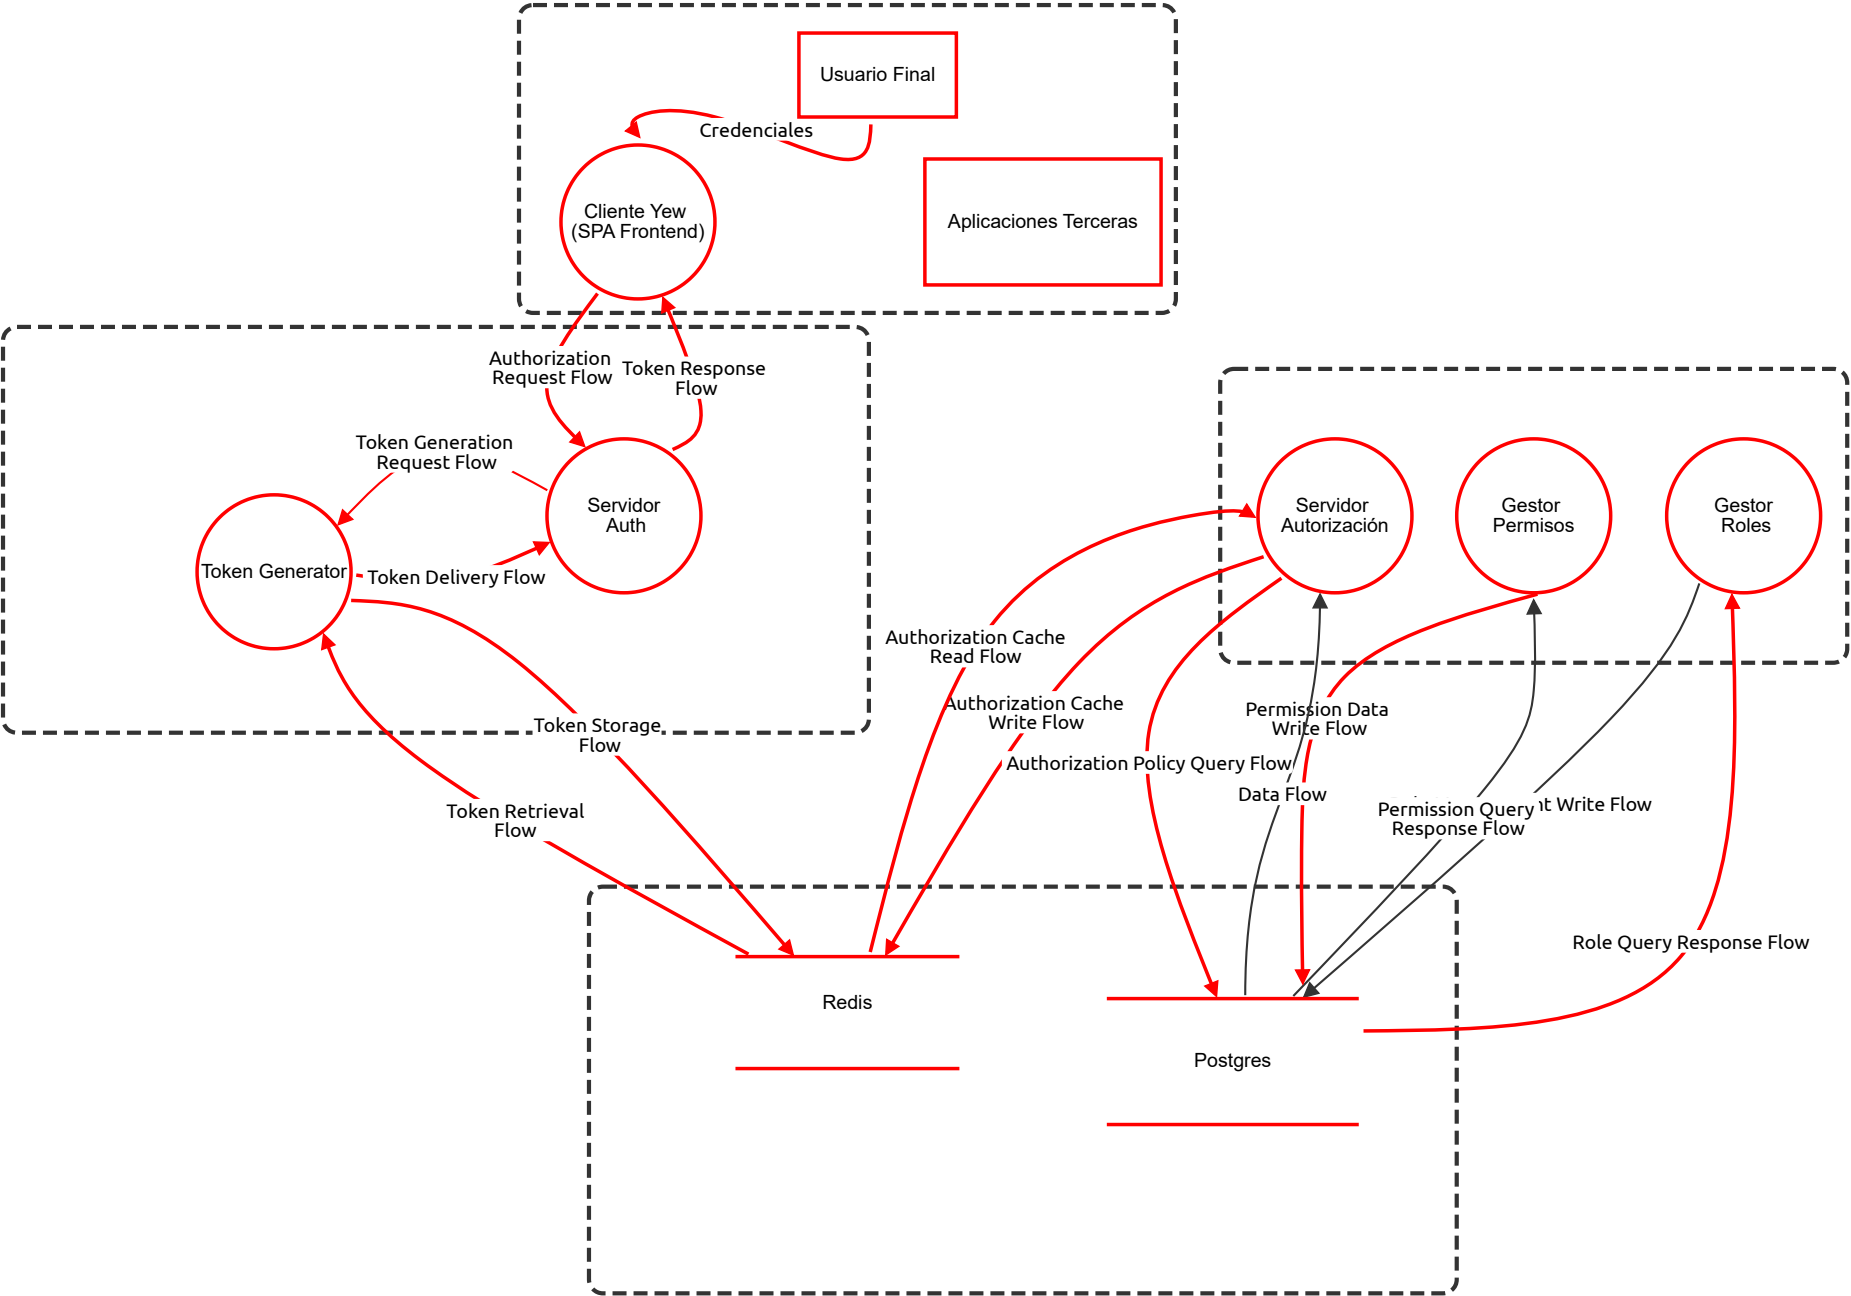 Usuario Final
Credenciales
Cliente Yew
(SPA Frontend)
Aplicaciones Terceras
Authorization
Request Flow
Token Response
Flow
Token Generation
Request Flow
Servidor
Auth
Token Generator
Token Delivery Flow
Servidor
Autorización
Gestor
Permisos
Gestor
Roles
Authorization Cache
Read Flow
Authorization Cache
Write Flow
Token Storage
Flow
Permission Data
Write Flow
Authorization Policy Query Flow
Data Flow
Permission Query
Response Flow
Write Flow
Token Retrieval
Flow
Role Query Response Flow
Redis
Postgres